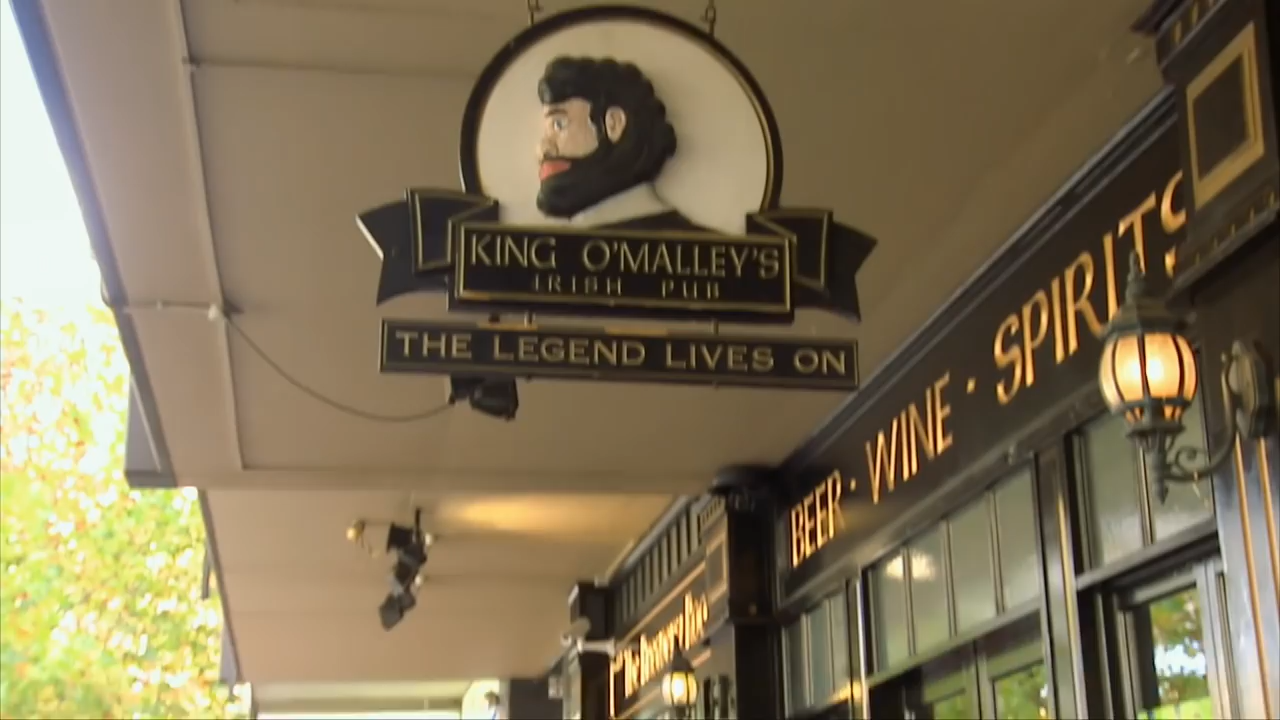 KING O'MALLEY'S
IRISH PUB
THE LEGEND LIVES ON
BEER · WINE · SPIRITS